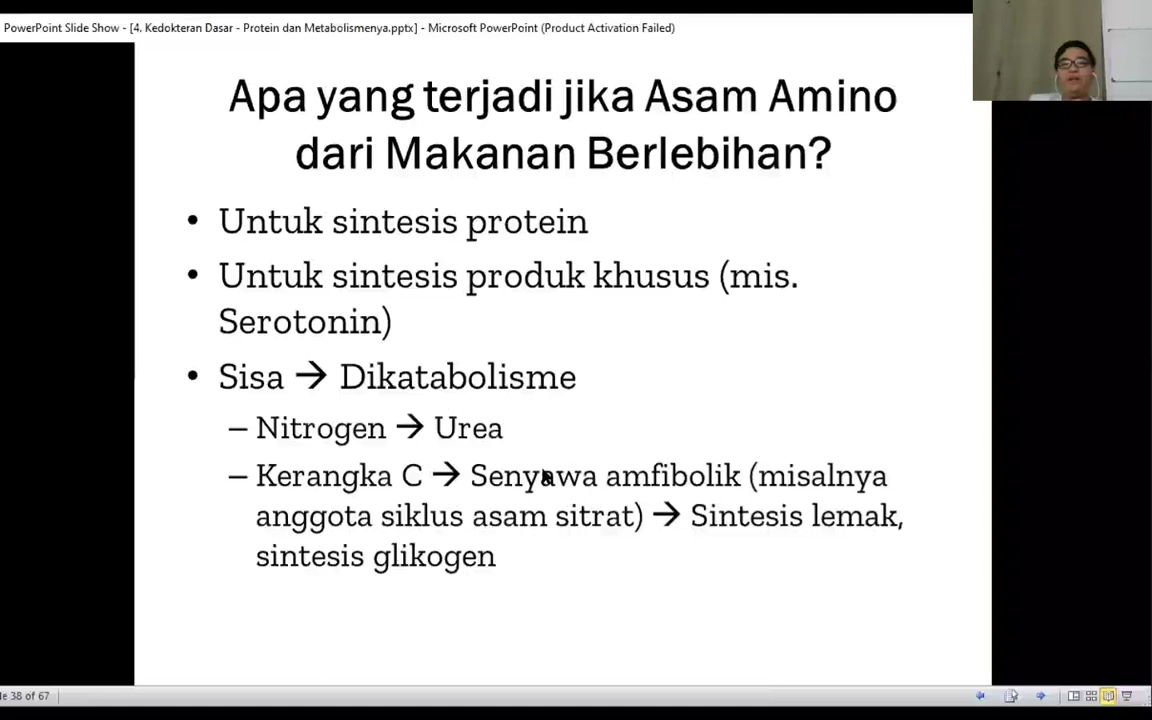 PowerPoint Slide Show - [4. Kedokteran Dasar - Protein dan Metabolismenya.pptx] - Microsoft PowerPoint (Product Activation Failed)
Apa yang terjadi jika Asam Amino
dari Makanan Berlebihan?
• Untuk sintesis protein
• Untuk sintesis produk khusus (mis.
Serotonin)
• Sisa → Dikatabolisme
– Nitrogen → Urea
– Kerangka C → Senyawa amfibolik (misalnya
anggota siklus asam sitrat) → Sintesis lemak,
sintesis glikogen
le 38 of 67